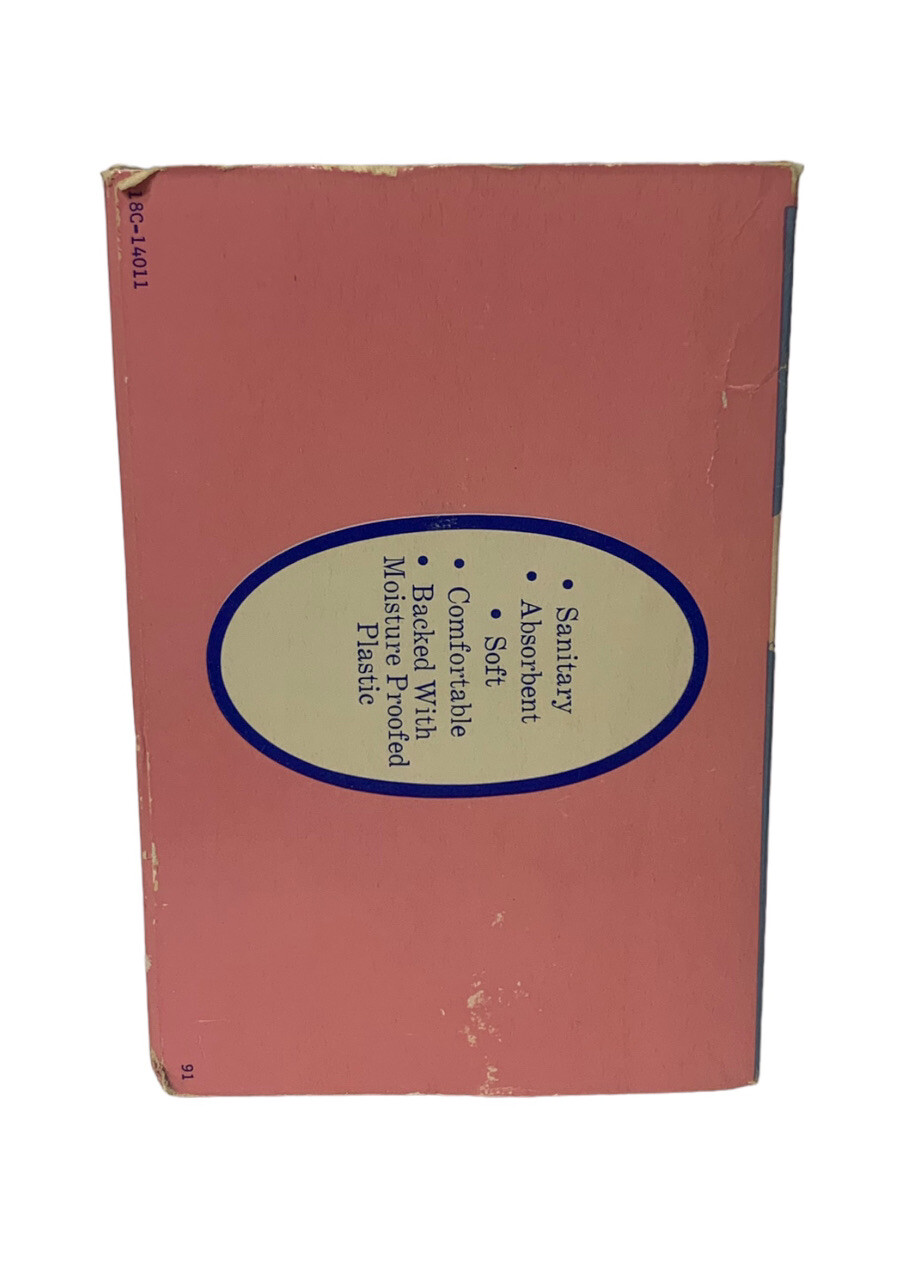 • Sanitary
• Absorbent
• Soft
• Comfortable
• Backed With
Moisture Proofed
Plastic
18C-14011
91